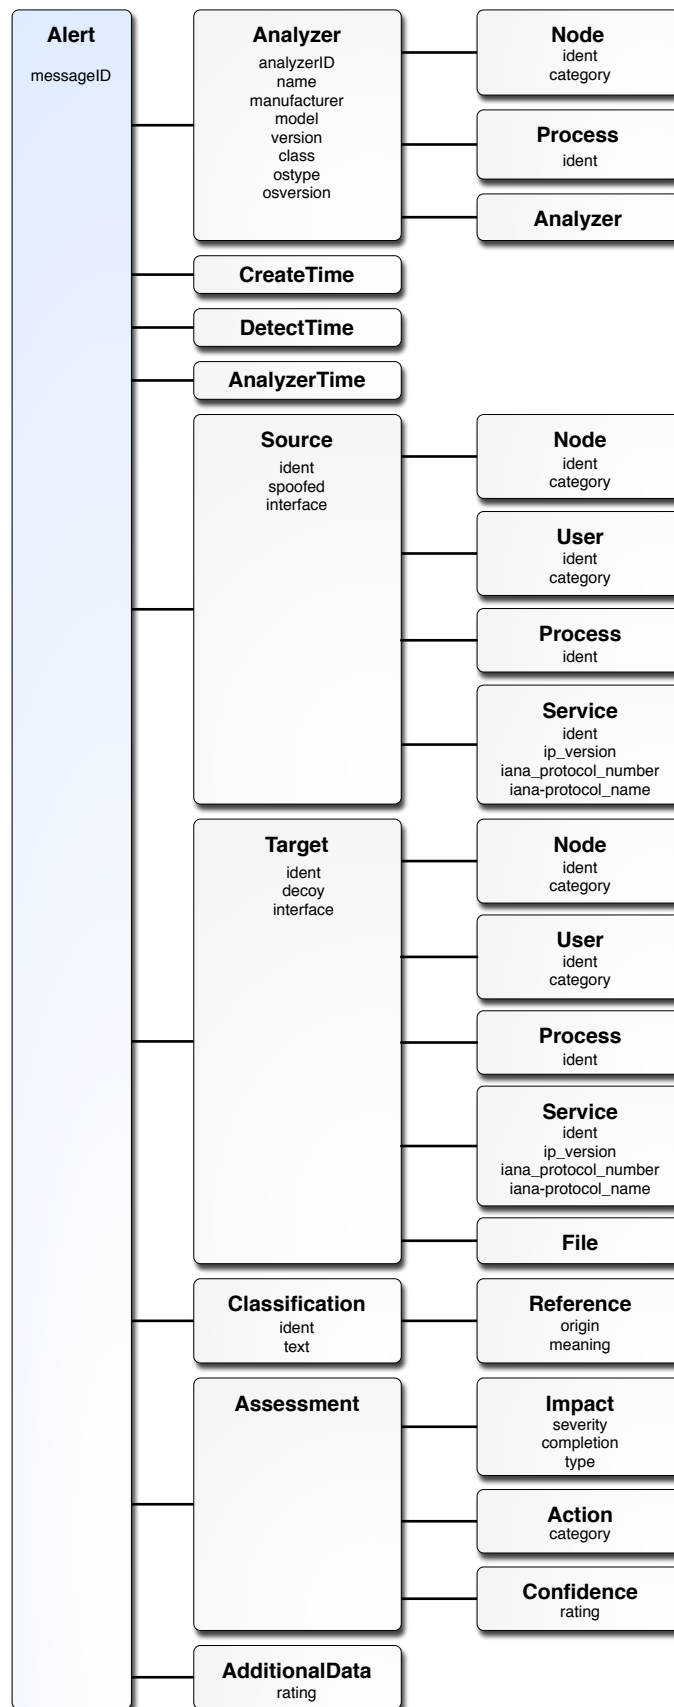 Alert
messageID
Analyzer
analyzerID
name
manufacturer
model
version
class
ostype
osversion
Node
ident
category
Process
ident
Analyzer
CreateTime
DetectTime
AnalyzerTime
Source
ident
spoofed
interface
Node
ident
category
User
ident
category
Process
ident
Service
ident
ip_version
iana_protocol_number
iana-protocol_name
Target
ident
decoy
interface
Node
ident
category
User
ident
category
Process
ident
Service
ident
ip_version
iana_protocol_number
iana-protocol_name
File
Classification
ident
text
Reference
origin
meaning
Assessment
Impact
severity
completion
type
Action
category
Confidence
rating
AdditionalData
rating